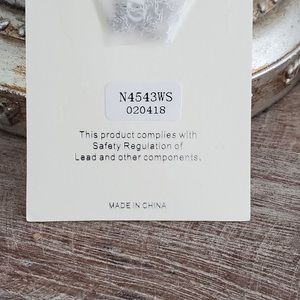 N4543WS
020418
This product complies with
Safety Regulation of
Lead and other components.
MADE IN CHINA